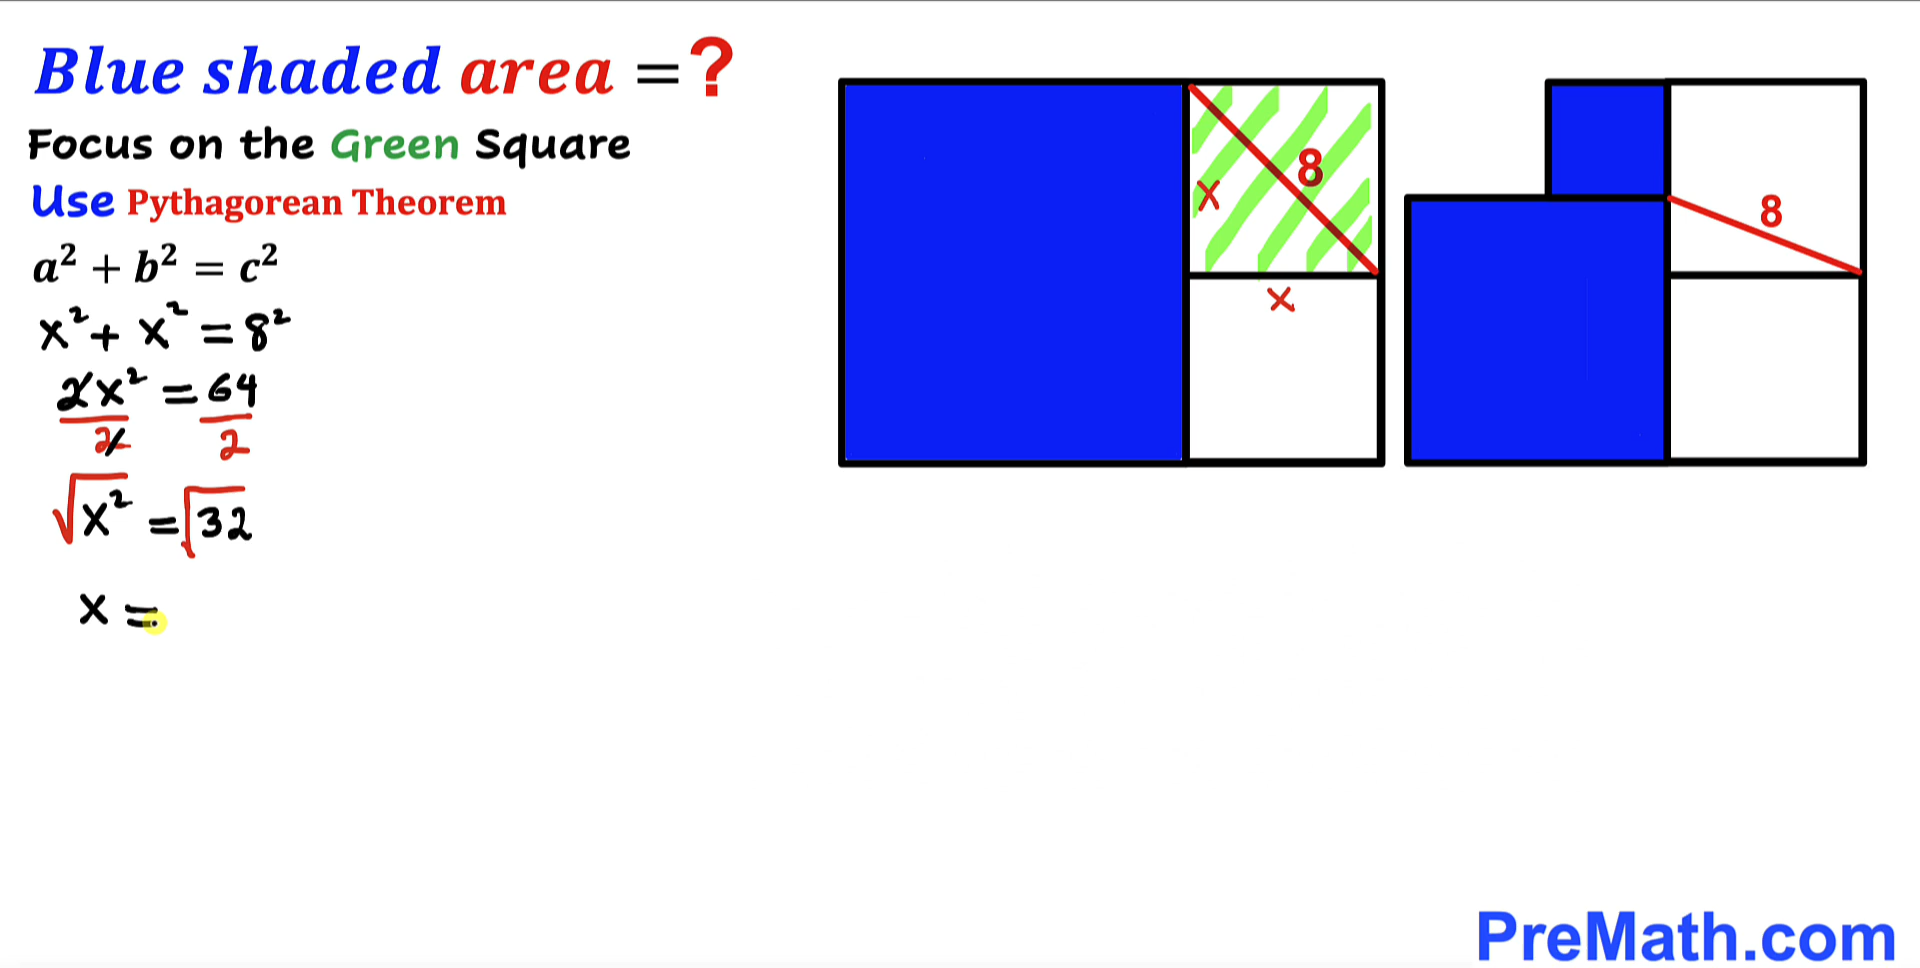 Blue shaded area = ?
Focus on the Green Square
Use Pythagorean Theorem
a² + b² = c²
x² + x² = 8²
2x² = 64
2 2
√x² = √32
x =
8
x
x
8
PreMath.com